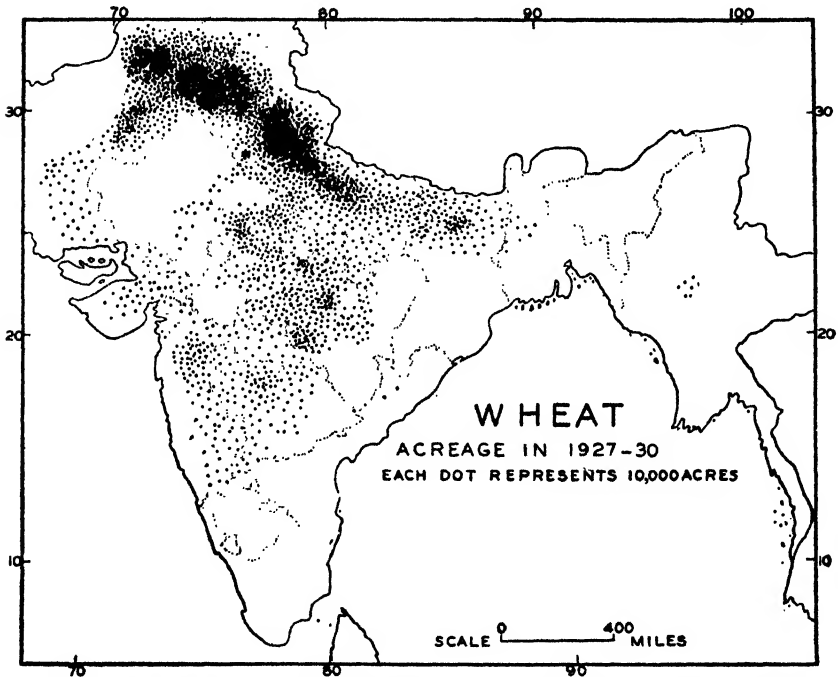 70 80 90 100
30 30
20 20
WHEAT
ACREAGE IN 1927-30
EACH DOT REPRESENTS 10,000 ACRES
10 10
0 400
SCALE MILES
70 80 90